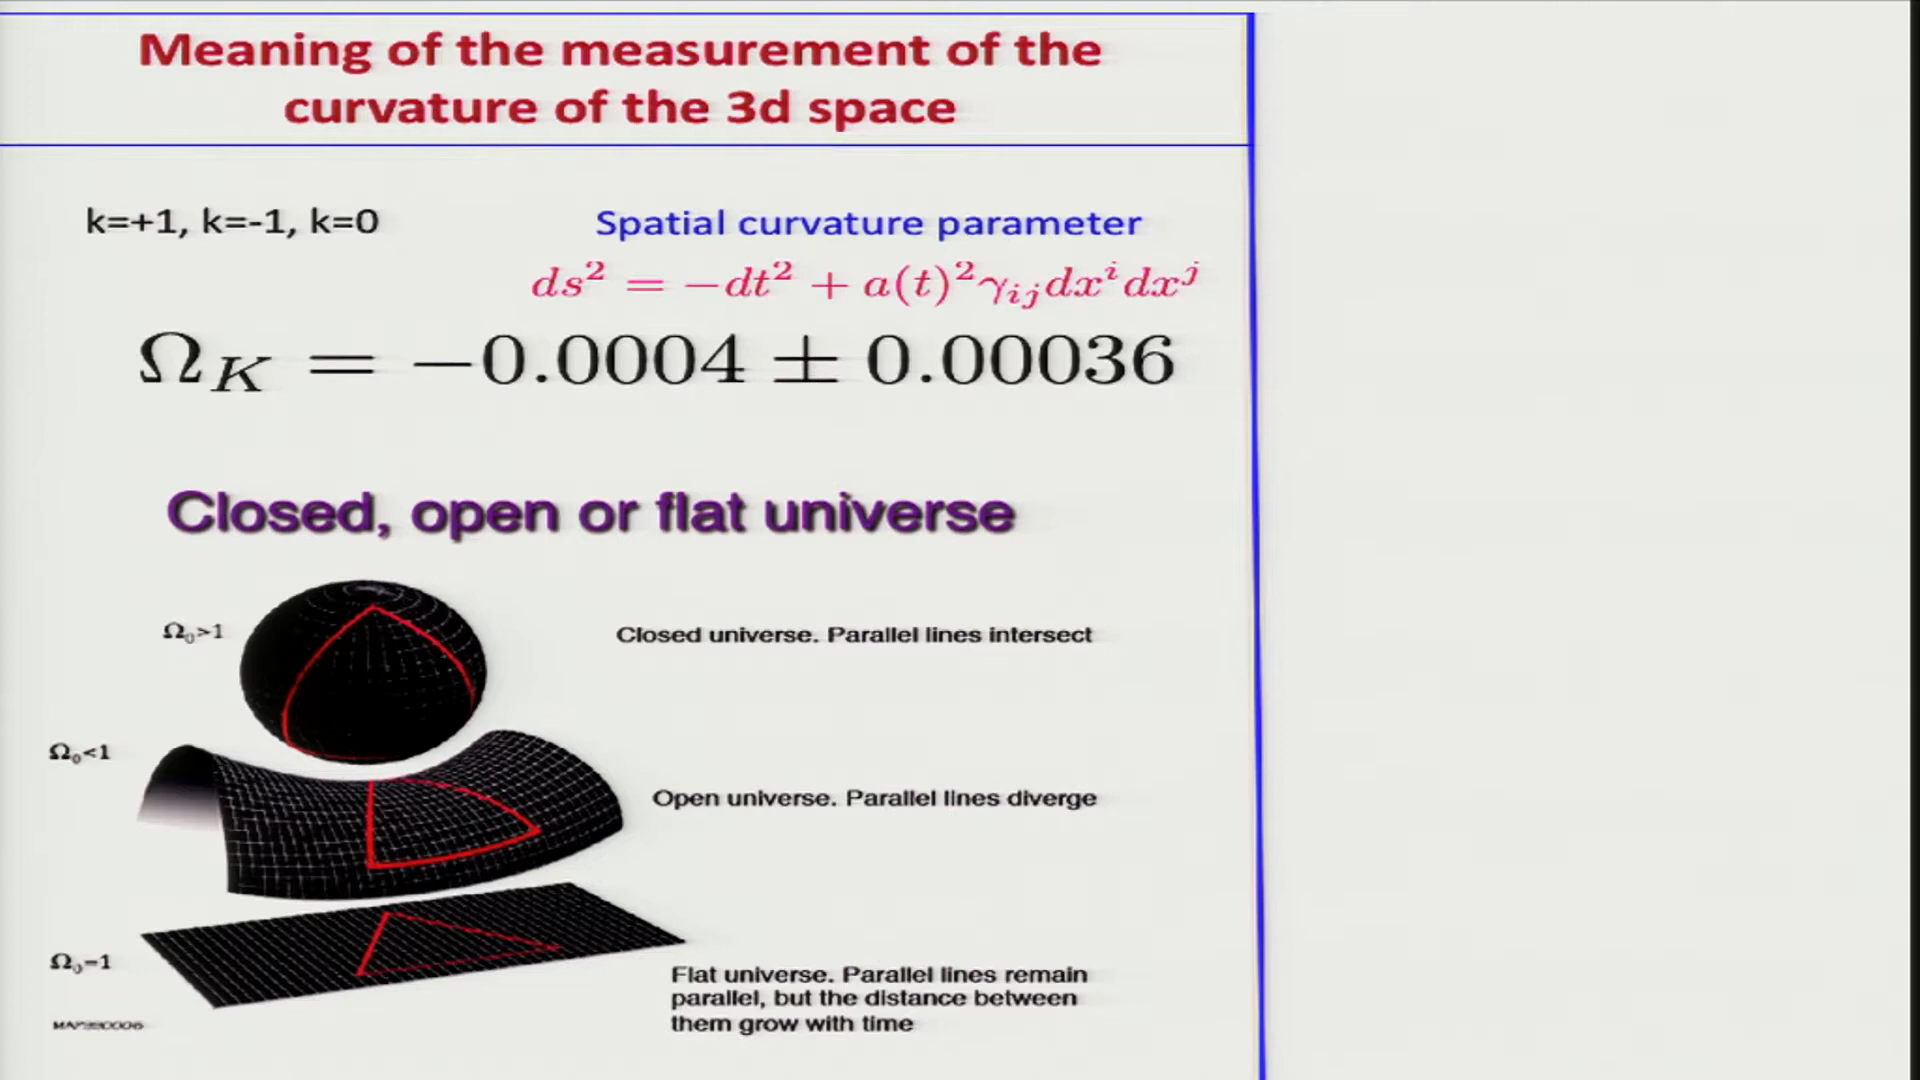 Meaning of the measurement of the
curvature of the 3d space
k=+1, k=-1, k=0
Spatial curvature parameter
ds² = −dt² + a(t)²γᵢⱼdxⁱdxʲ
Ω_K = −0.0004 ± 0.00036
Closed, open or flat universe
Ω₀>1
Closed universe. Parallel lines intersect
Ω₀<1
Open universe. Parallel lines diverge
Ω₀=1
Flat universe. Parallel lines remain
parallel, but the distance between
them grow with time
MAP990006